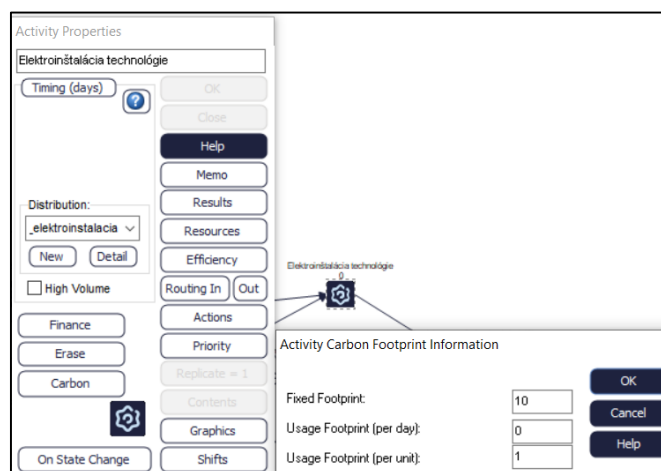 Activity Properties
Elektroinštalácia technológie
Timing (days)
?
OK
Close
Help
Memo
Distribution:
Results
_elektroinstalacia
Resources
New
Detail
Efficiency
High Volume
Routing In
Out
Finance
Actions
Erase
Priority
Carbon
Replicate = 1
Contents
Graphics
On State Change
Shifts
Elektroinštalácia technológie
0
Activity Carbon Footprint Information
Fixed Footprint:
10
OK
Usage Footprint (per day):
0
Cancel
Usage Footprint (per unit):
1
Help